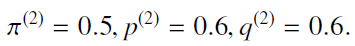 π⁽²⁾ = 0.5, p⁽²⁾ = 0.6, q⁽²⁾ = 0.6.